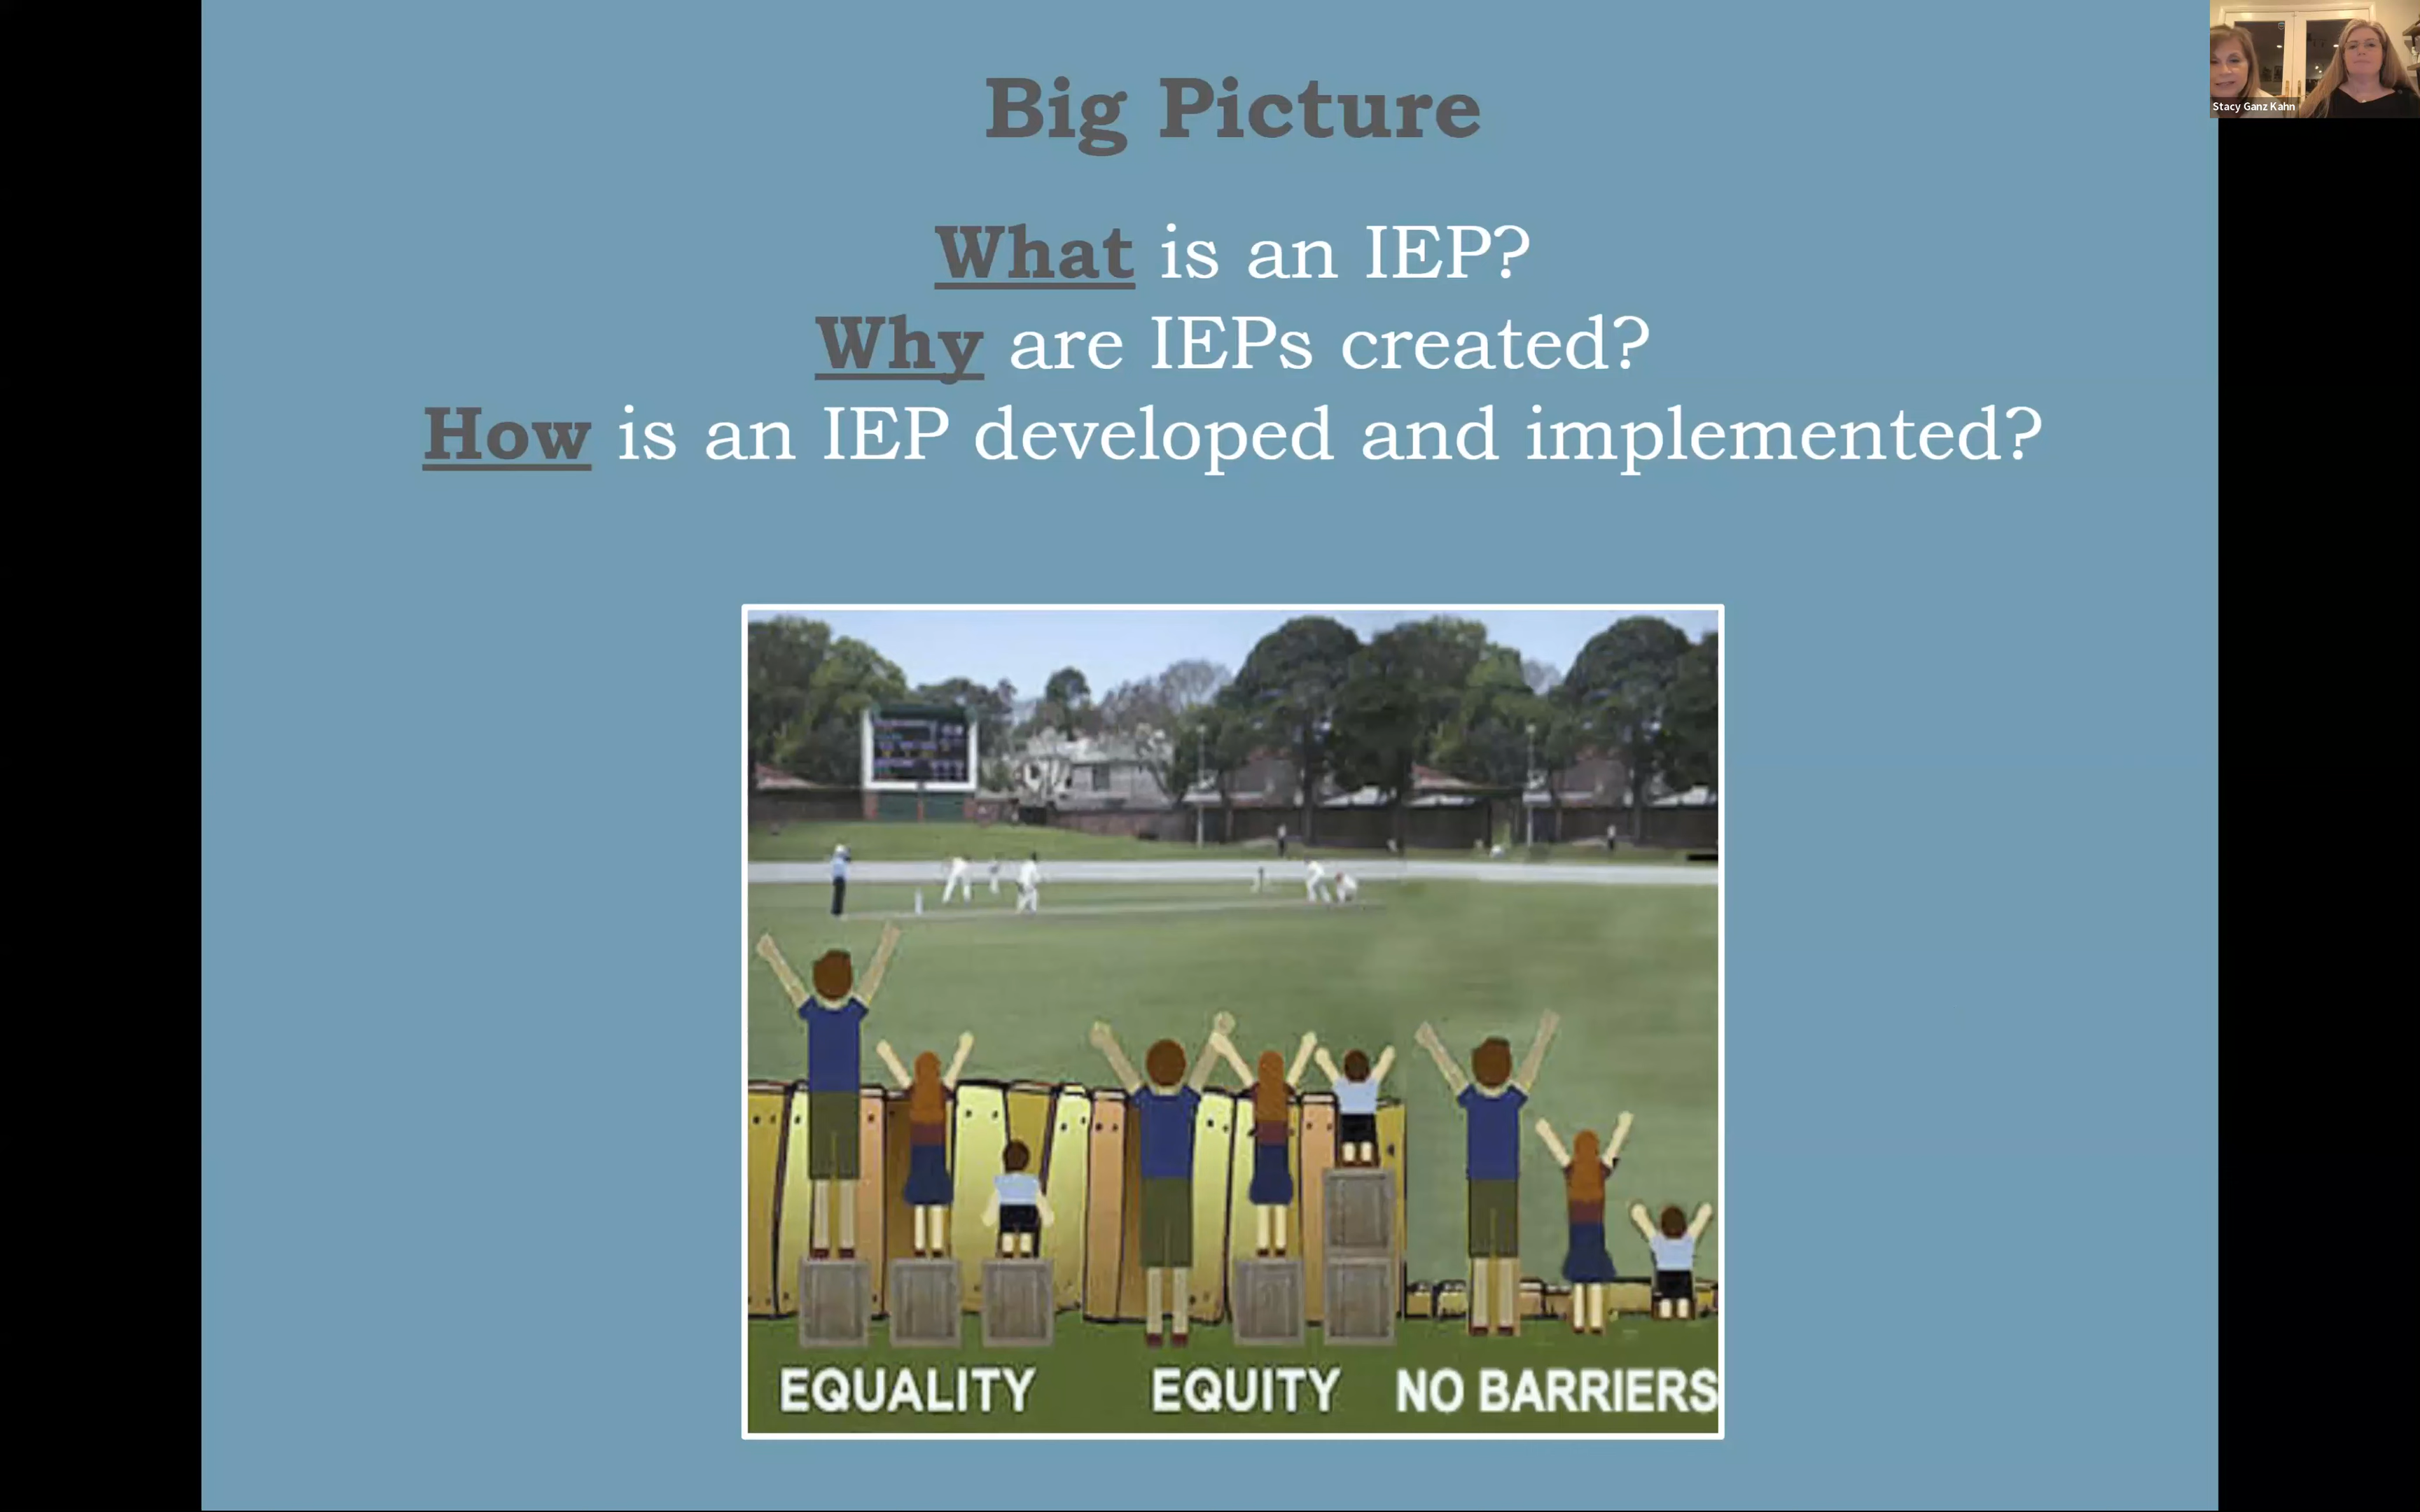 Big Picture
What is an IEP?
Why are IEPs created?
How is an IEP developed and implemented?
EQUALITY EQUITY NO BARRIERS
Stacy Ganz Kahn